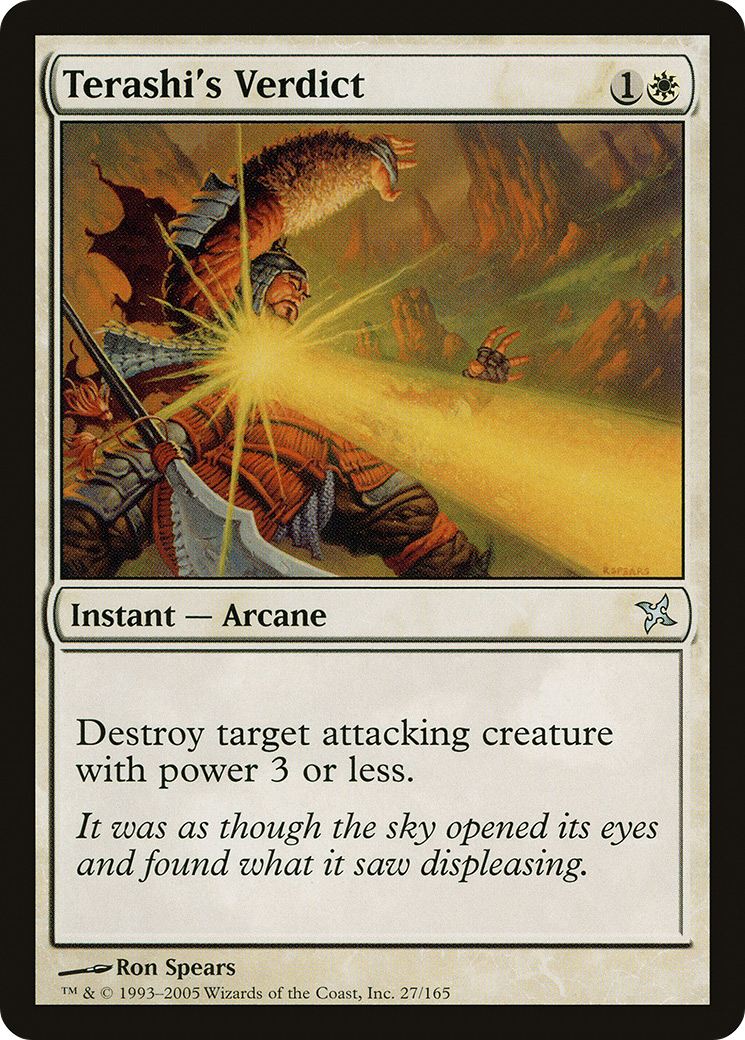 Terashi's Verdict
1
R.SPEARS
Instant — Arcane
Destroy target attacking creature
with power 3 or less.
It was as though the sky opened its eyes
and found what it saw displeasing.
Ron Spears
™ & © 1993–2005 Wizards of the Coast, Inc. 27/165